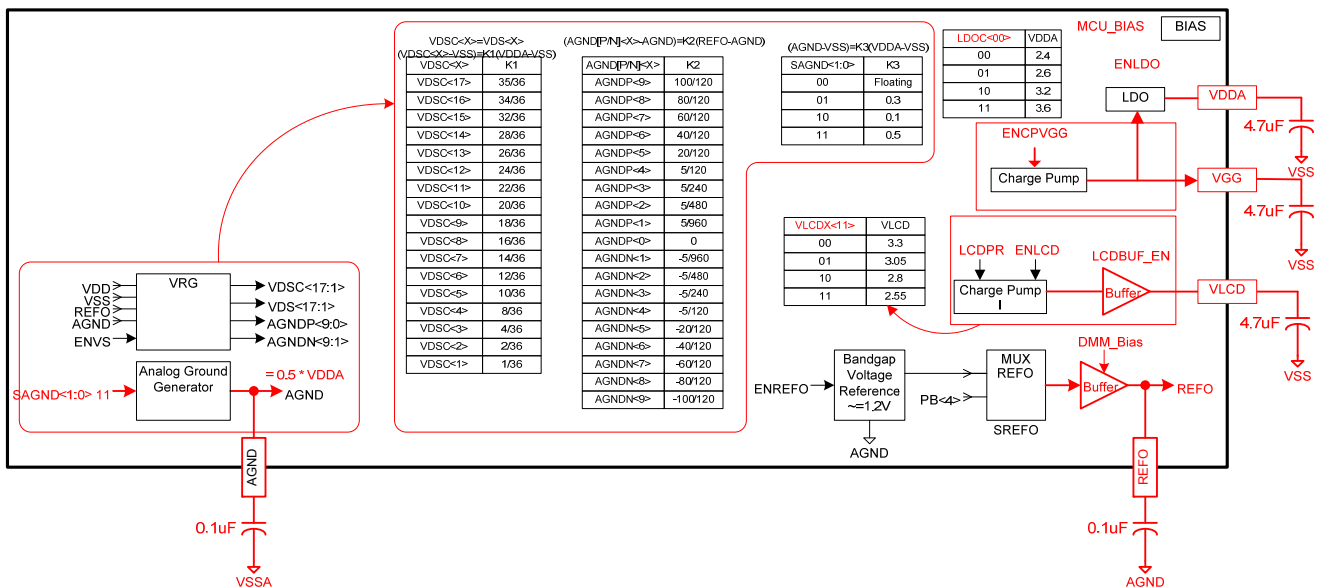 MCU_BIAS
BIAS
VDSC<X>=VDS<X>
(VDSC<X>-VSS)=K1(VDDA-VSS)
VDSC<X> K1
VDSC<17> 35/36
VDSC<16> 34/36
VDSC<15> 32/36
VDSC<14> 28/36
VDSC<13> 26/36
VDSC<12> 24/36
VDSC<11> 22/36
VDSC<10> 20/36
VDSC<9> 18/36
VDSC<8> 16/36
VDSC<7> 14/36
VDSC<6> 12/36
VDSC<5> 10/36
VDSC<4> 8/36
VDSC<3> 4/36
VDSC<2> 2/36
VDSC<1> 1/36
(AGND[P/N]<X>-AGND)=K2(REFO-AGND)
AGND[P/N]<X> K2
AGNDP<9> 100/120
AGNDP<8> 80/120
AGNDP<7> 60/120
AGNDP<6> 40/120
AGNDP<5> 20/120
AGNDP<4> 5/120
AGNDP<3> 5/240
AGNDP<2> 5/480
AGNDP<1> 5/960
AGNDP<0> 0
AGNDN<1> -5/960
AGNDN<2> -5/480
AGNDN<3> -5/240
AGNDN<4> -5/120
AGNDN<5> -20/120
AGNDN<6> -40/120
AGNDN<7> -60/120
AGNDN<8> -80/120
AGNDN<9> -100/120
(AGND-VSS)=K3(VDDA-VSS)
SAGND<1:0> K3
00 Floating
01 0.3
10 0.1
11 0.5
LDOC<00> VDDA
00 2.4
01 2.6
10 3.2
11 3.6
ENLDO
LDO
VDDA
4.7uF
VSS
ENCPVGG
Charge Pump
VGG
4.7uF
VSS
VLCDX<11> VLCD
00 3.3
01 3.05
10 2.8
11 2.55
LCDPR
ENLCD
LCDBUF_EN
Charge Pump
I
Buffer
VLCD
4.7uF
VSS
VDD
VSS
REFO
AGND
ENVS
VRG
VDSC<17:1>
VDS<17:1>
AGNDP<9:0>
AGNDN<9:1>
SAGND<1:0> 11
Analog Ground
Generator
= 0.5 * VDDA
AGND
AGND
0.1uF
VSSA
ENREFO
Bandgap
Voltage
Reference
~=1.2V
AGND
PB<4>
MUX
REFO
SREFO
DMM_Bias
Buffer
REFO
REFO
0.1uF
AGND